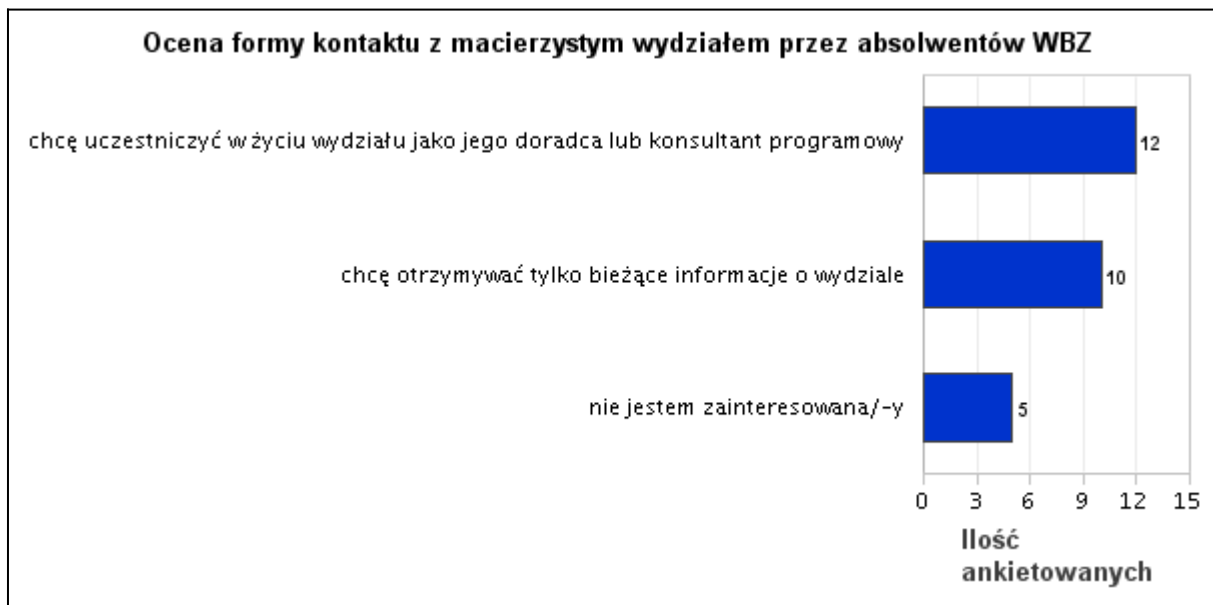 Ocena formy kontaktu z macierzystym wydziałem przez absolwentów WBZ
chcę uczestniczyć w życiu wydziału jako jego doradca lub konsultant programowy
12
chcę otrzymywać tylko bieżące informacje o wydziale
10
nie jestem zainteresowana/-y
5
0 3 6 9 12 15
Ilość
ankietowanych